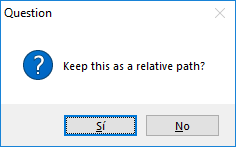 Question
Keep this as a relative path?
Sí
No